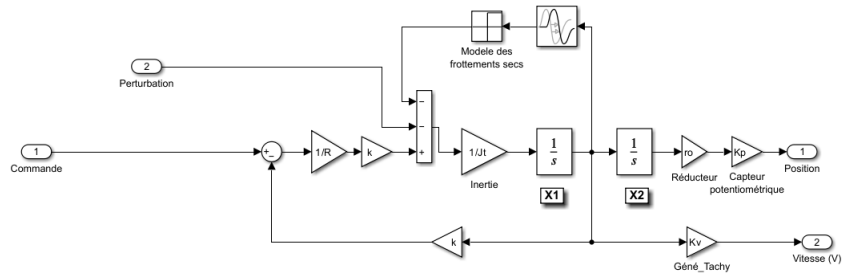 Modele des
frottements secs
2
Perturbation
−
−
+
1
Commande
+
−
1/R
k
1/Jt
Inertie
1
s
X1
1
s
X2
ro
Réducteur
Kp
Capteur
potentiométrique
1
Position
k
Kv
Géné_Tachy
2
Vitesse (V)